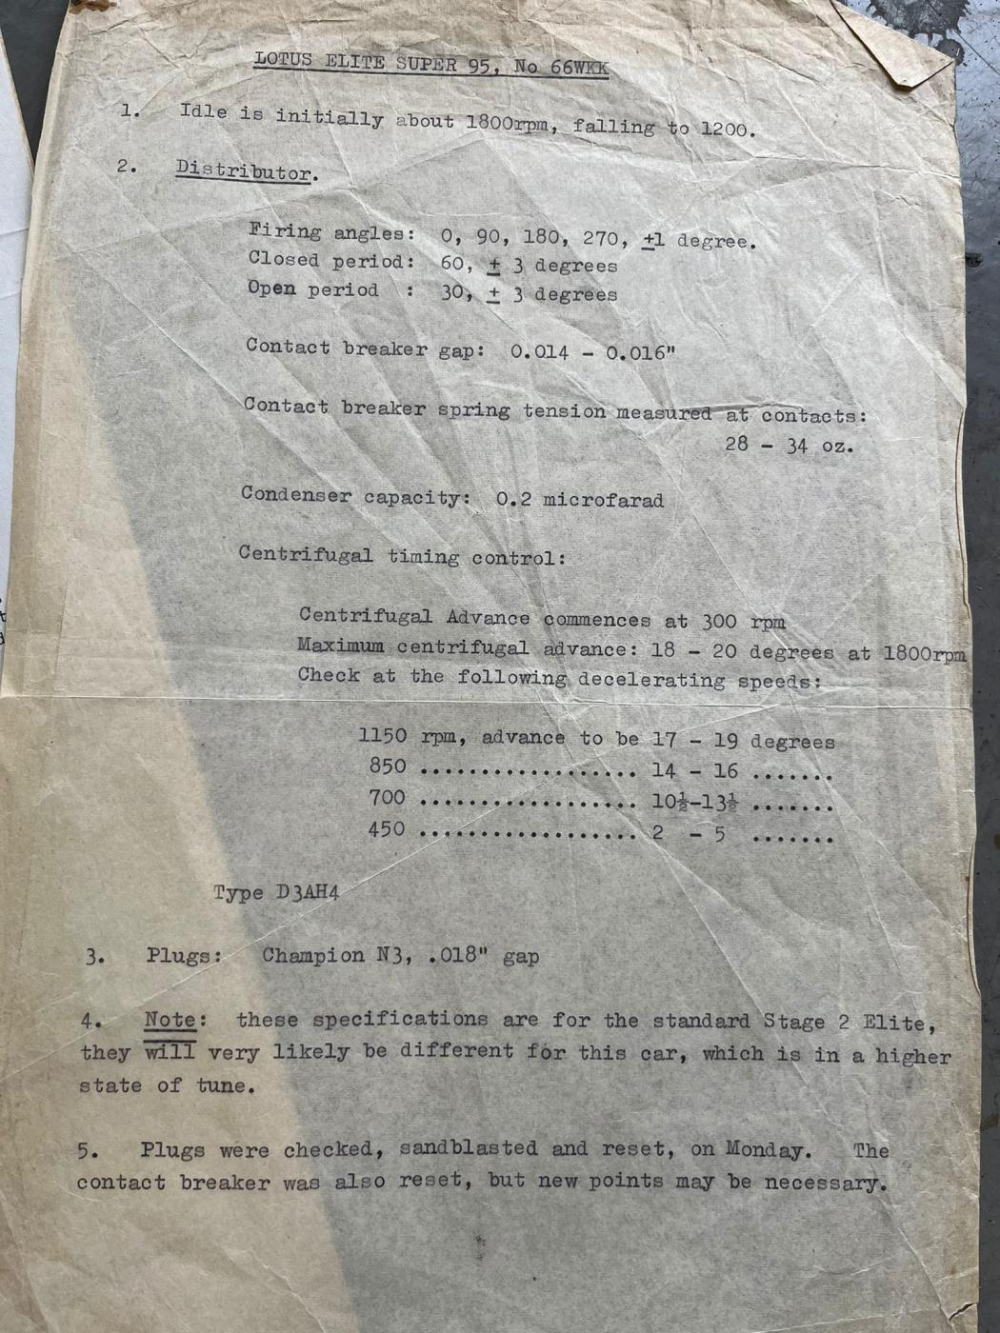 LOTUS ELITE SUPER 95, No 66WKK
1. Idle is initially about 1800rpm, falling to 1200.
2. Distributor.
Firing angles: 0, 90, 180, 270, ±1 degree.
Closed period: 60, ± 3 degrees
Open period : 30, ± 3 degrees
Contact breaker gap: 0.014 - 0.016"
Contact breaker spring tension measured at contacts:
28 - 34 oz.
Condenser capacity: 0.2 microfarad
Centrifugal timing control:
Centrifugal Advance commences at 300 rpm
Maximum centrifugal advance: 18 - 20 degrees at 1800rpm
Check at the following decelerating speeds:
1150 rpm, advance to be 17 - 19 degrees
850 .................. 14 - 16 .......
700 .................. 10½-13½ .......
450 .................. 2 - 5 .......
Type D3AH4
3. Plugs: Champion N3, .018" gap
4. Note: these specifications are for the standard Stage 2 Elite,
they will very likely be different for this car, which is in a higher
state of tune.
5. Plugs were checked, sandblasted and reset, on Monday. The
contact breaker was also reset, but new points may be necessary.